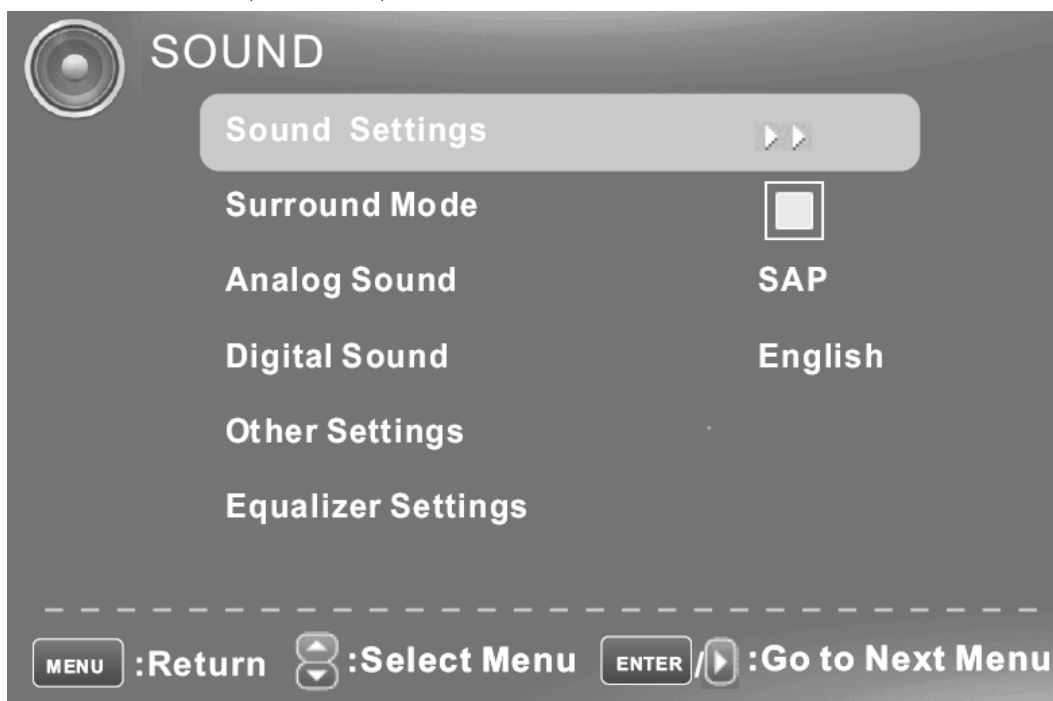 SOUND
Sound Settings
Surround Mode
Analog Sound SAP
Digital Sound English
Other Settings
Equalizer Settings
MENU :Return :Select Menu ENTER / :Go to Next Menu